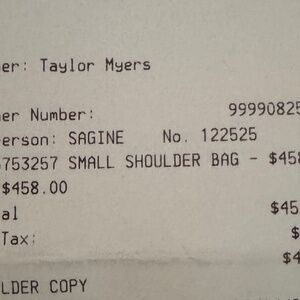 er: Taylor Myers
er Number: 99990825
erson: SAGINE No. 122525
753257 SMALL SHOULDER BAG - $458
$458.00
al $45
Tax: $
$4
LDER COPY